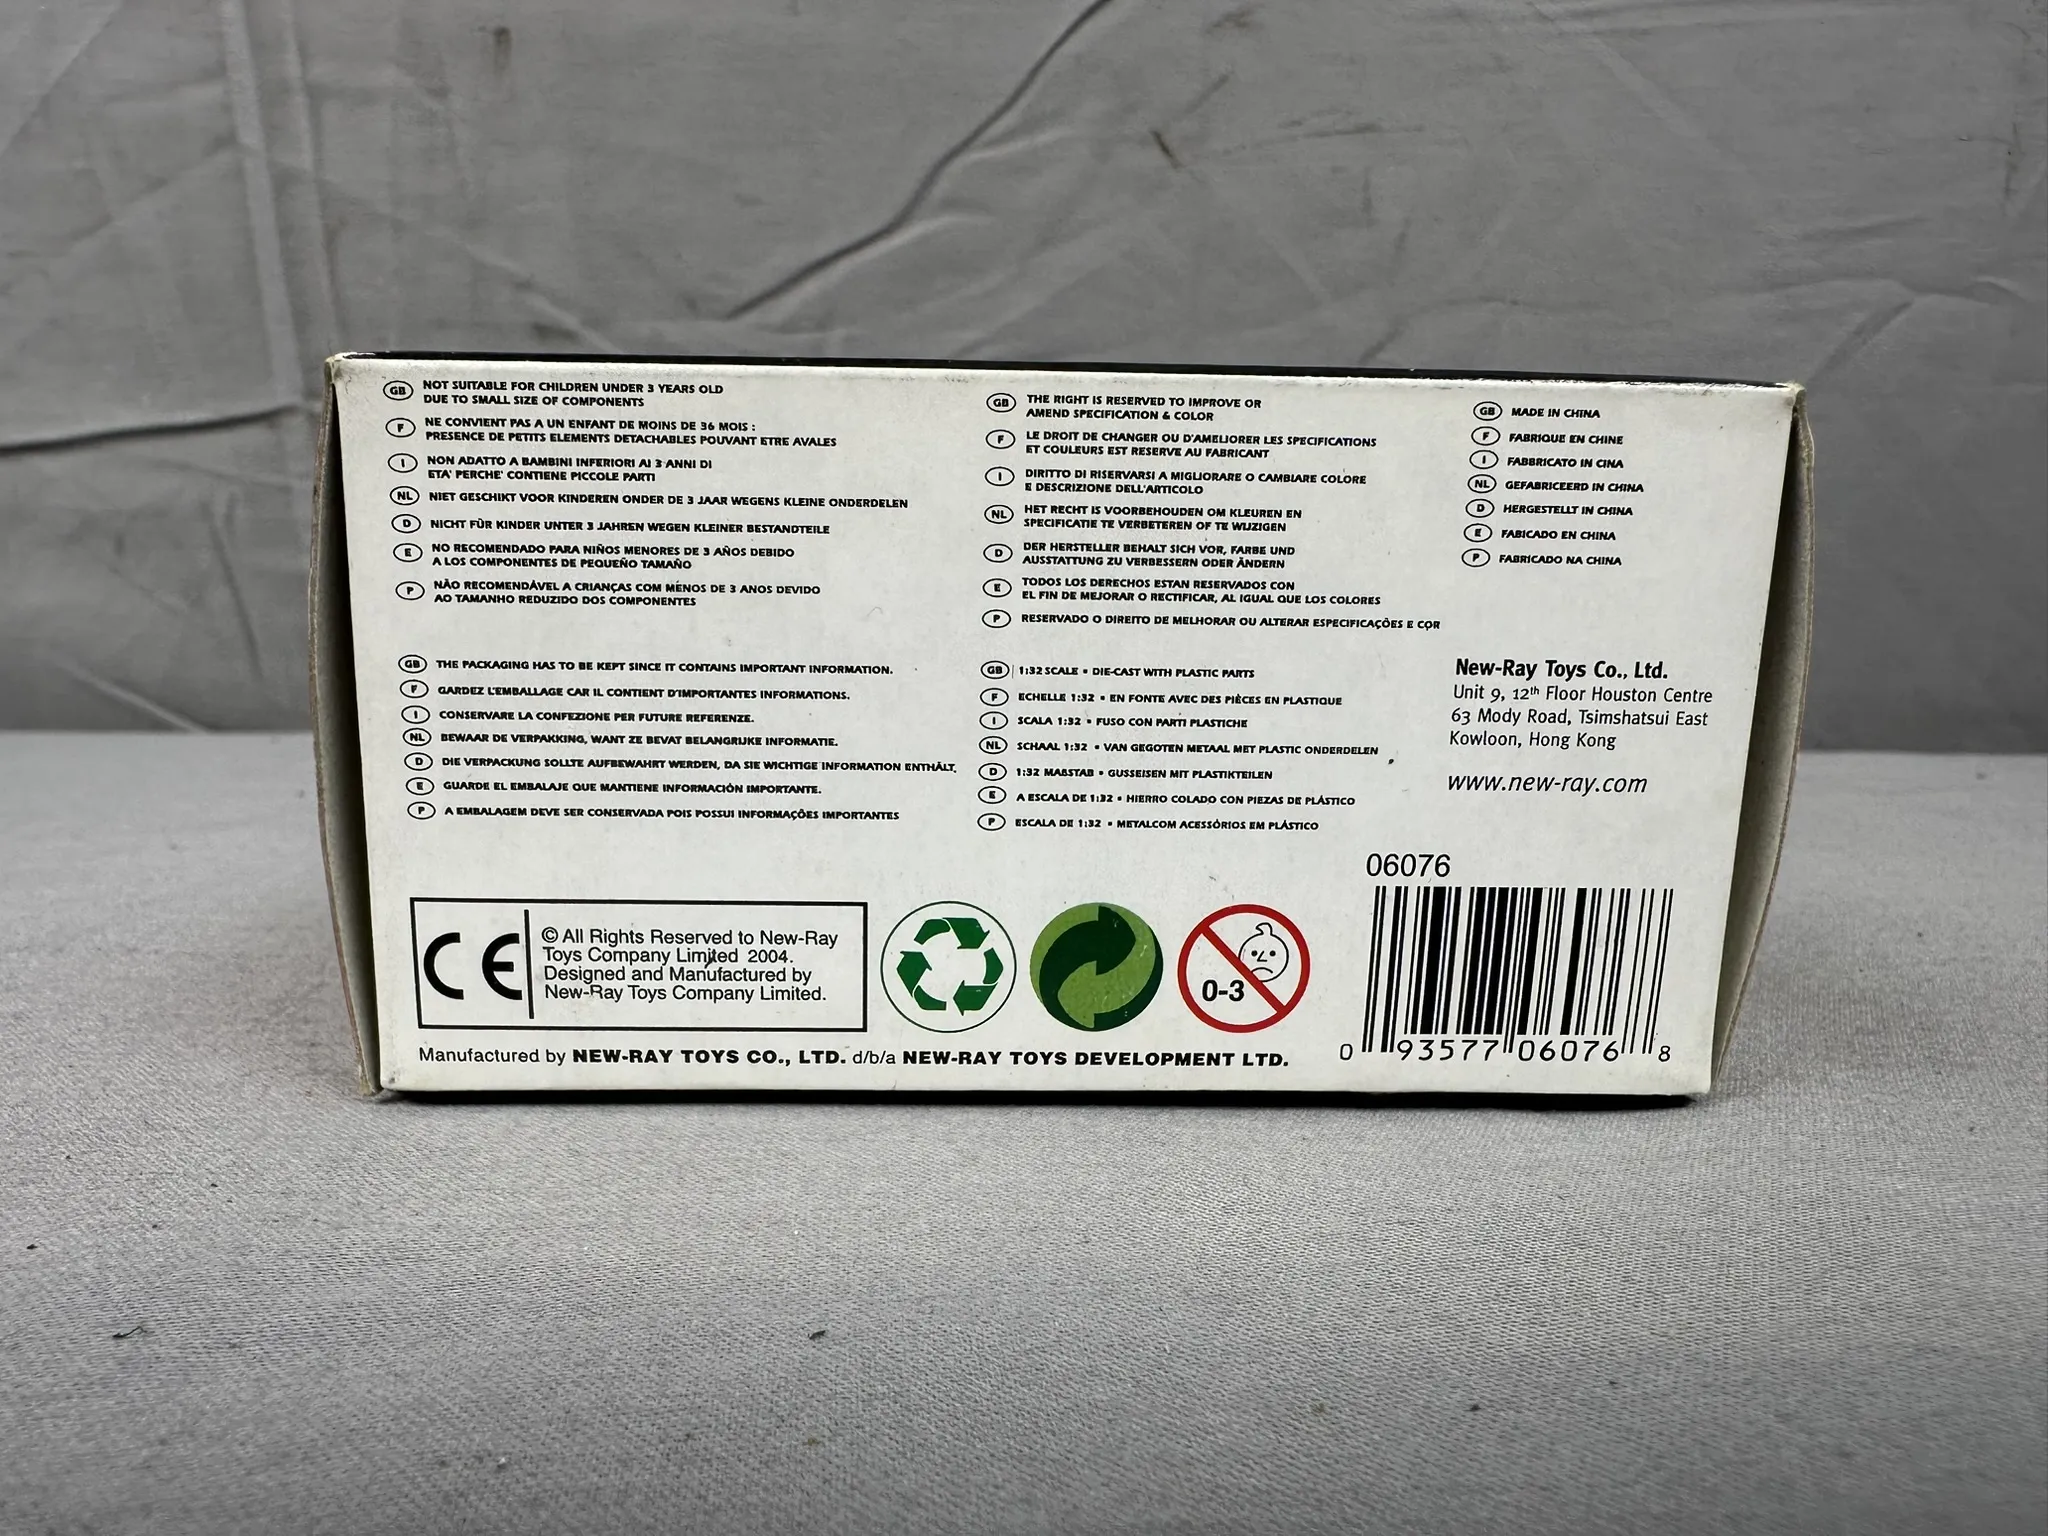 GB NOT SUITABLE FOR CHILDREN UNDER 3 YEARS OLD
DUE TO SMALL SIZE OF COMPONENTS
F NE CONVIENT PAS A UN ENFANT DE MOINS DE 36 MOIS :
PRESENCE DE PETITS ELEMENTS DETACHABLES POUVANT ETRE AVALES
I NON ADATTO A BAMBINI INFERIORI AI 3 ANNI DI
ETA' PERCHE' CONTIENE PICCOLE PARTI
NL NIET GESCHIKT VOOR KINDEREN ONDER DE 3 JAAR WEGENS KLEINE ONDERDELEN
D NICHT FÜR KINDER UNTER 3 JAHREN WEGEN KLEINER BESTANDTEILE
E NO RECOMENDADO PARA NIÑOS MENORES DE 3 AÑOS DEBIDO
A LOS COMPONENTES DE PEQUEÑO TAMAÑO
P NÃO RECOMENDÁVEL A CRIANÇAS COM MÉNOS DE 3 ANOS DEVIDO
AO TAMANHO REDUZIDO DOS COMPONENTES
GB THE RIGHT IS RESERVED TO IMPROVE OR
AMEND SPECIFICATION & COLOR
F LE DROIT DE CHANGER OU D'AMELIORER LES SPECIFICATIONS
ET COULEURS EST RESERVE AU FABRICANT
I DIRITTO DI RISERVARSI A MIGLIORARE O CAMBIARE COLORE
E DESCRIZIONE DELL'ARTICOLO
NL HET RECHT IS VOORBEHOUDEN OM KLEUREN EN
SPECIFICATIE TE VERBETEREN OF TE WIJZIGEN
D DER HERSTELLER BEHALT SICH VOR, FARBE UND
AUSSTATTUNG ZU VERBESSERN ODER ÄNDERN
E TODOS LOS DERECHOS ESTAN RESERVADOS CON
EL FIN DE MEJORAR O RECTIFICAR, AL IGUAL QUE LOS COLORES
P RESERVADO O DIREITO DE MELHORAR OU ALTERAR ESPECIFICAÇÕES E COR
GB MADE IN CHINA
F FABRIQUE EN CHINE
I FABBRICATO IN CINA
NL GEFABRICEERD IN CHINA
D HERGESTELLT IN CHINA
E FABICADO EN CHINA
P FABRICADO NA CHINA
GB THE PACKAGING HAS TO BE KEPT SINCE IT CONTAINS IMPORTANT INFORMATION.
F GARDEZ L'EMBALLAGE CAR IL CONTIENT D'IMPORTANTES INFORMATIONS.
I CONSERVARE LA CONFEZIONE PER FUTURE REFERENZE.
NL BEWAAR DE VERPAKKING, WANT ZE BEVAT BELANGRIJKE INFORMATIE.
D DIE VERPACKUNG SOLLTE AUFBEWAHRT WERDEN, DA SIE WICHTIGE INFORMATION ENTHÄLT.
E GUARDE EL EMBALAJE QUE MANTIENE INFORMACIÓN IMPORTANTE.
P A EMBALAGEM DEVE SER CONSERVADA POIS POSSUI INFORMAÇÕES IMPORTANTES
GB 1:32 SCALE • DIE-CAST WITH PLASTIC PARTS
F ECHELLE 1:32 • EN FONTE AVEC DES PIÈCES EN PLASTIQUE
I SCALA 1:32 • FUSO CON PARTI PLASTICHE
NL SCHAAL 1:32 • VAN GEGOTEN METAAL MET PLASTIC ONDERDELEN
D 1:32 MAßSTAB • GUSSEISEN MIT PLASTIKTEILEN
E A ESCALA DE 1:32 • HIERRO COLADO CON PIEZAS DE PLÁSTICO
P ESCALA DE 1:32 • METALCOM ACESSÓRIOS EM PLÁSTICO
New-Ray Toys Co., Ltd.
Unit 9, 12th Floor Houston Centre
63 Mody Road, Tsimshatsui East
Kowloon, Hong Kong
www.new-ray.com
CE
© All Rights Reserved to New-Ray
Toys Company Limited 2004.
Designed and Manufactured by
New-Ray Toys Company Limited.
0-3
06076
0 93577 06076 8
Manufactured by NEW-RAY TOYS CO., LTD. d/b/a NEW-RAY TOYS DEVELOPMENT LTD.